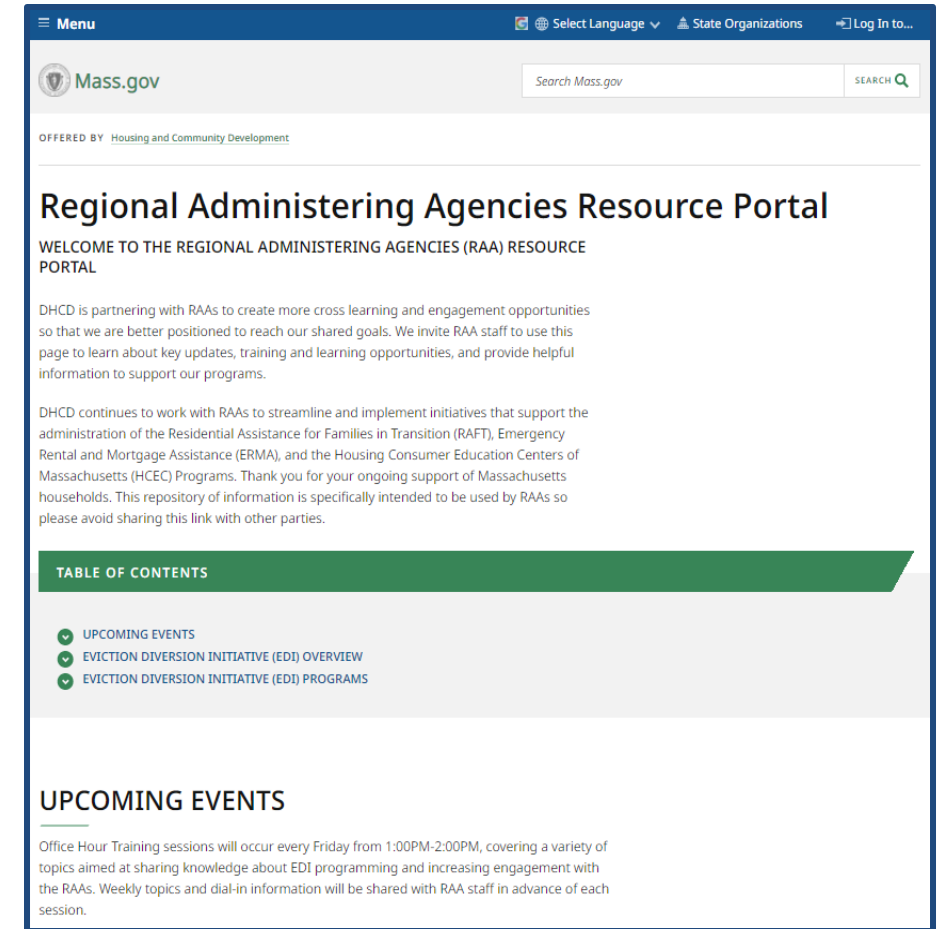 Menu
Select Language
State Organizations
Log In to...
Mass.gov
Search Mass.gov
SEARCH
OFFERED BY Housing and Community Development
Regional Administering Agencies Resource Portal
WELCOME TO THE REGIONAL ADMINISTERING AGENCIES (RAA) RESOURCE
PORTAL
DHCD is partnering with RAAs to create more cross learning and engagement opportunities
so that we are better positioned to reach our shared goals. We invite RAA staff to use this
page to learn about key updates, training and learning opportunities, and provide helpful
information to support our programs.
DHCD continues to work with RAAs to streamline and implement initiatives that support the
administration of the Residential Assistance for Families in Transition (RAFT), Emergency
Rental and Mortgage Assistance (ERMA), and the Housing Consumer Education Centers of
Massachusetts (HCEC) Programs. Thank you for your ongoing support of Massachusetts
households. This repository of information is specifically intended to be used by RAAs so
please avoid sharing this link with other parties.
TABLE OF CONTENTS
UPCOMING EVENTS
EVICTION DIVERSION INITIATIVE (EDI) OVERVIEW
EVICTION DIVERSION INITIATIVE (EDI) PROGRAMS
UPCOMING EVENTS
Office Hour Training sessions will occur every Friday from 1:00PM-2:00PM, covering a variety of
topics aimed at sharing knowledge about EDI programming and increasing engagement with
the RAAs. Weekly topics and dial-in information will be shared with RAA staff in advance of each
session.